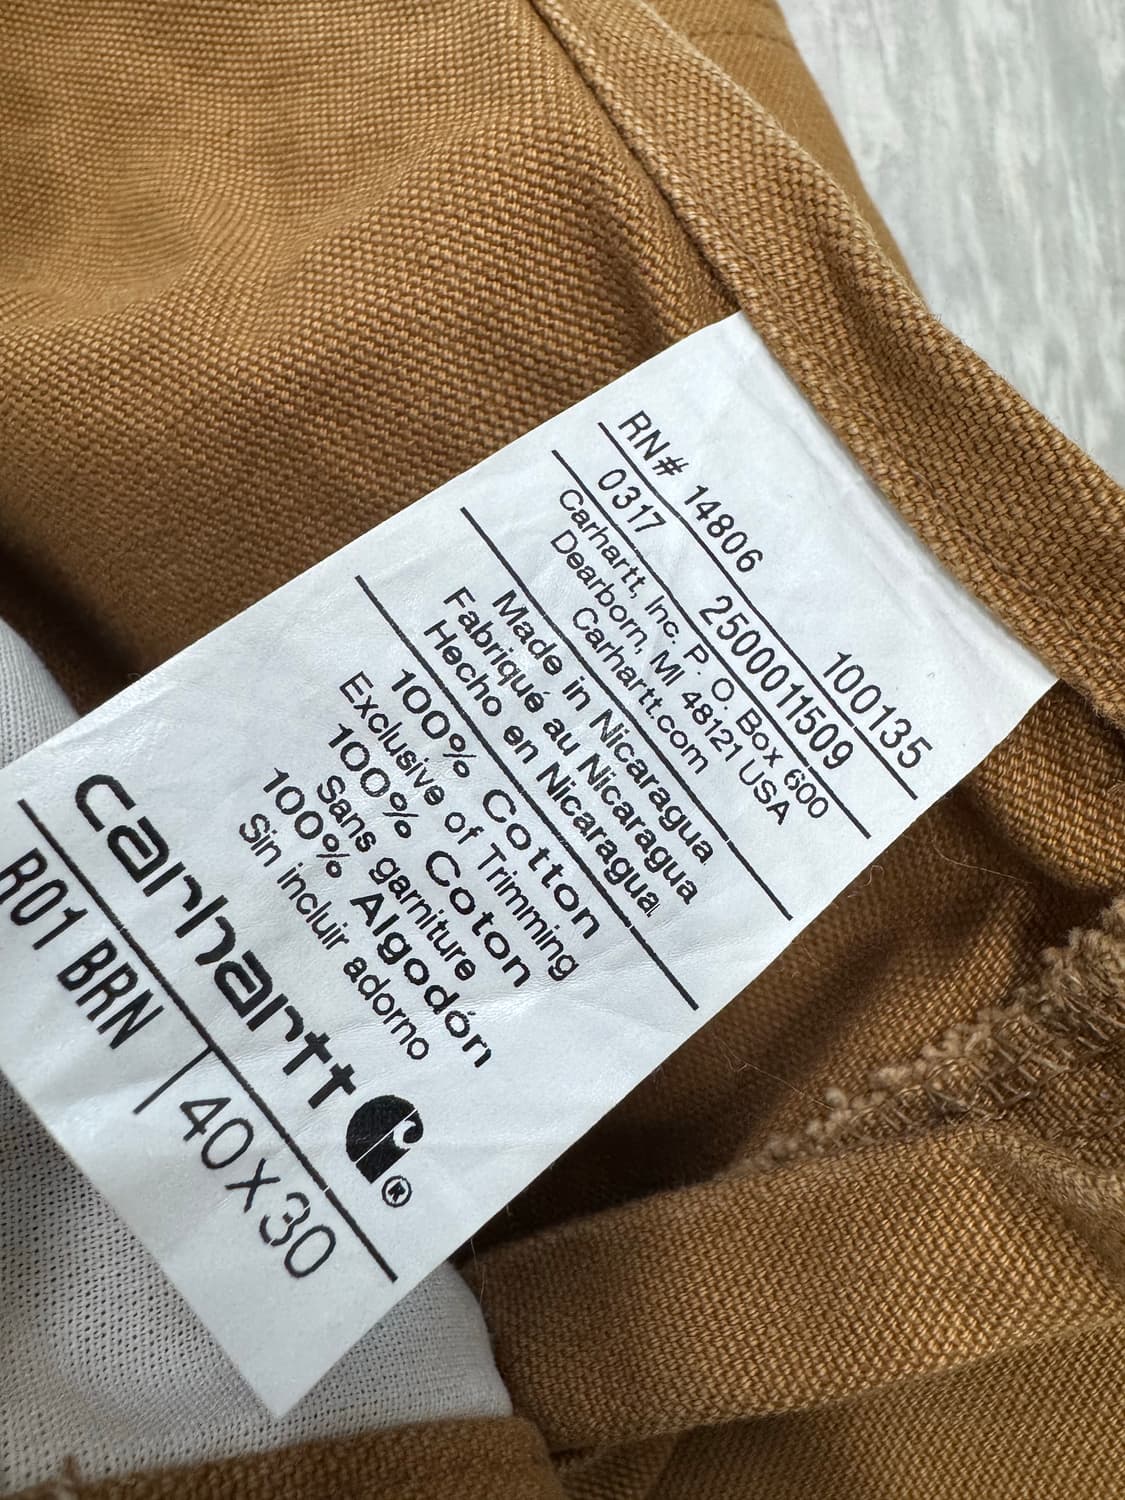 RN# 14806 100135
0317 2500011509
Carhartt, Inc. P. O. Box 600
Dearborn, MI 48121 USA
Carhartt.com
Made in Nicaragua
Fabriqué au Nicaragua
Hecho en Nicaragua
100% Cotton
Exclusive of Trimming
100% Coton
Sans garniture
100% Algodón
Sin incluir adorno
carhartt ®
R01 BRN | 40X30